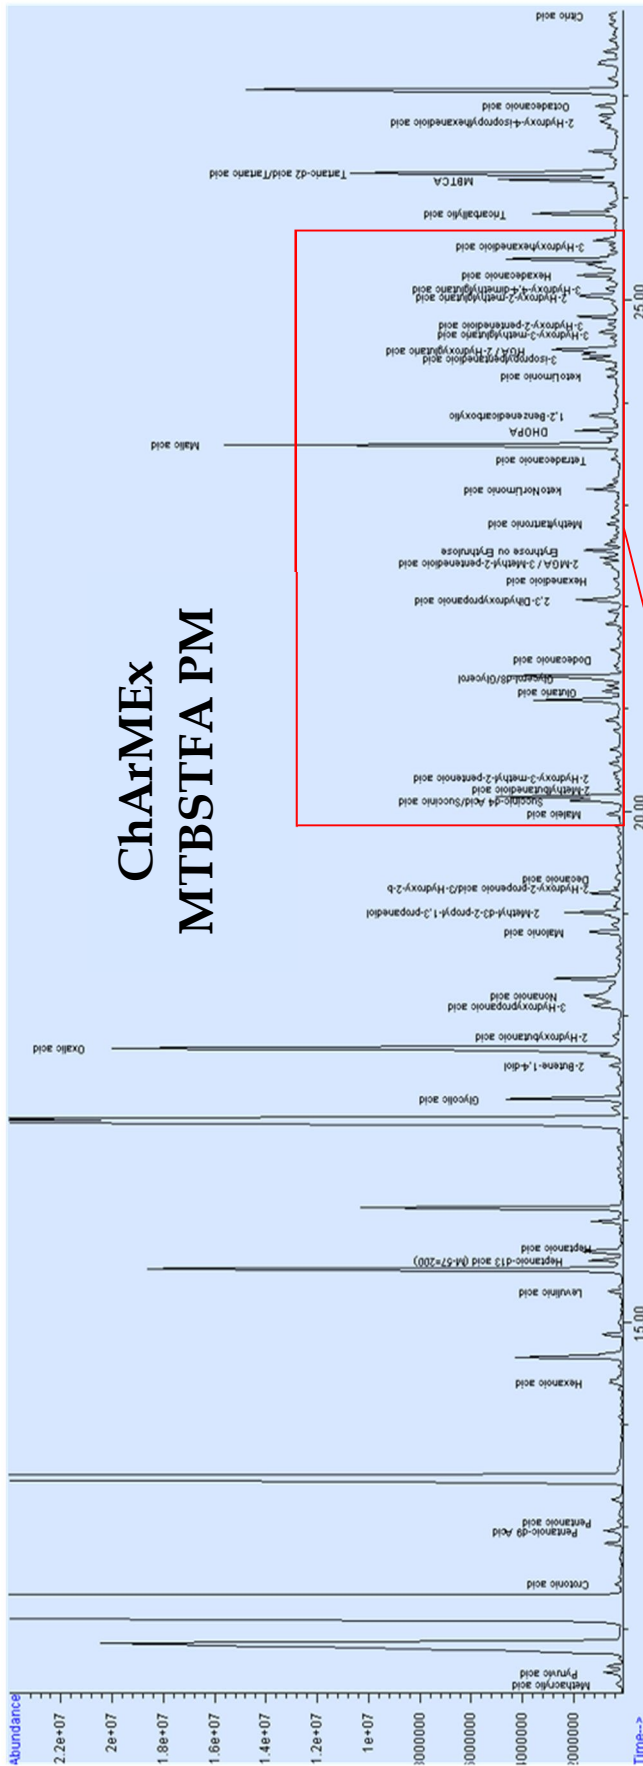 Abundance
2.2e+07
2e+07
1.8e+07
1.6e+07
1.4e+07
1.2e+07
1e+07
8000000
6000000
4000000
2000000
Time-->
15.00
20.00
25.00
ChArMEx
MTBSTFA PM
Methacrylic acid
Pyruvic acid
Crotonic acid
Pentanoic-d9 Acid
Pentanoic acid
Hexanoic acid
Levulinic acid
Heptanoic-d13 acid (M-57=200)
Heptanoic acid
Glycolic acid
2-Butene-1,4-diol
Oxalic acid
2-Hydroxybutanoic acid
3-Hydroxypropanoic acid
Nonanoic acid
Malonic acid
2-Methyl-d3-2-propyl-1,3-propanediol
2-Hydroxy-2-propenoic acid/3-Hydroxy-2-b
Decanoic acid
Maleic acid
Succinic-d4 Acid/Succinic acid
2-Methylbutanedioic acid
2-Hydroxy-3-methyl-2-pentenoic acid
Glutaric acid
Glycerol-d8/Glycerol
Dodecanoic acid
2,3-Dihydroxypropanoic acid
Hexanedioic acid
2-MGA / 3-Methyl-2-pentenedioic acid
Erythrose ou Erythrulose
Methyltartronic acid
ketoNorLimonic acid
Tetradecanoic acid
Malic acid
DHOPA
1,2-Benzenedicarboxylic
ketoLimonic acid
3-isopropylpentanedioic acid
HGA / 2-Hydroxyglutaric acid
3-Hydroxy-3-methylglutaric acid
3-Hydroxy-2-pentenedioic acid
2-Hydroxy-2-methylglutaric acid
3-Hydroxy-4,4-dimethylglutaric acid
Hexadecanoic acid
3-Hydroxyhexanedioic acid
Tricarballylic acid
MBTCA
Tartaric-d2 acid/Tartaric acid
2-Hydroxy-4-isopropylhexanedioic acid
Octadecanoic acid
Citric acid